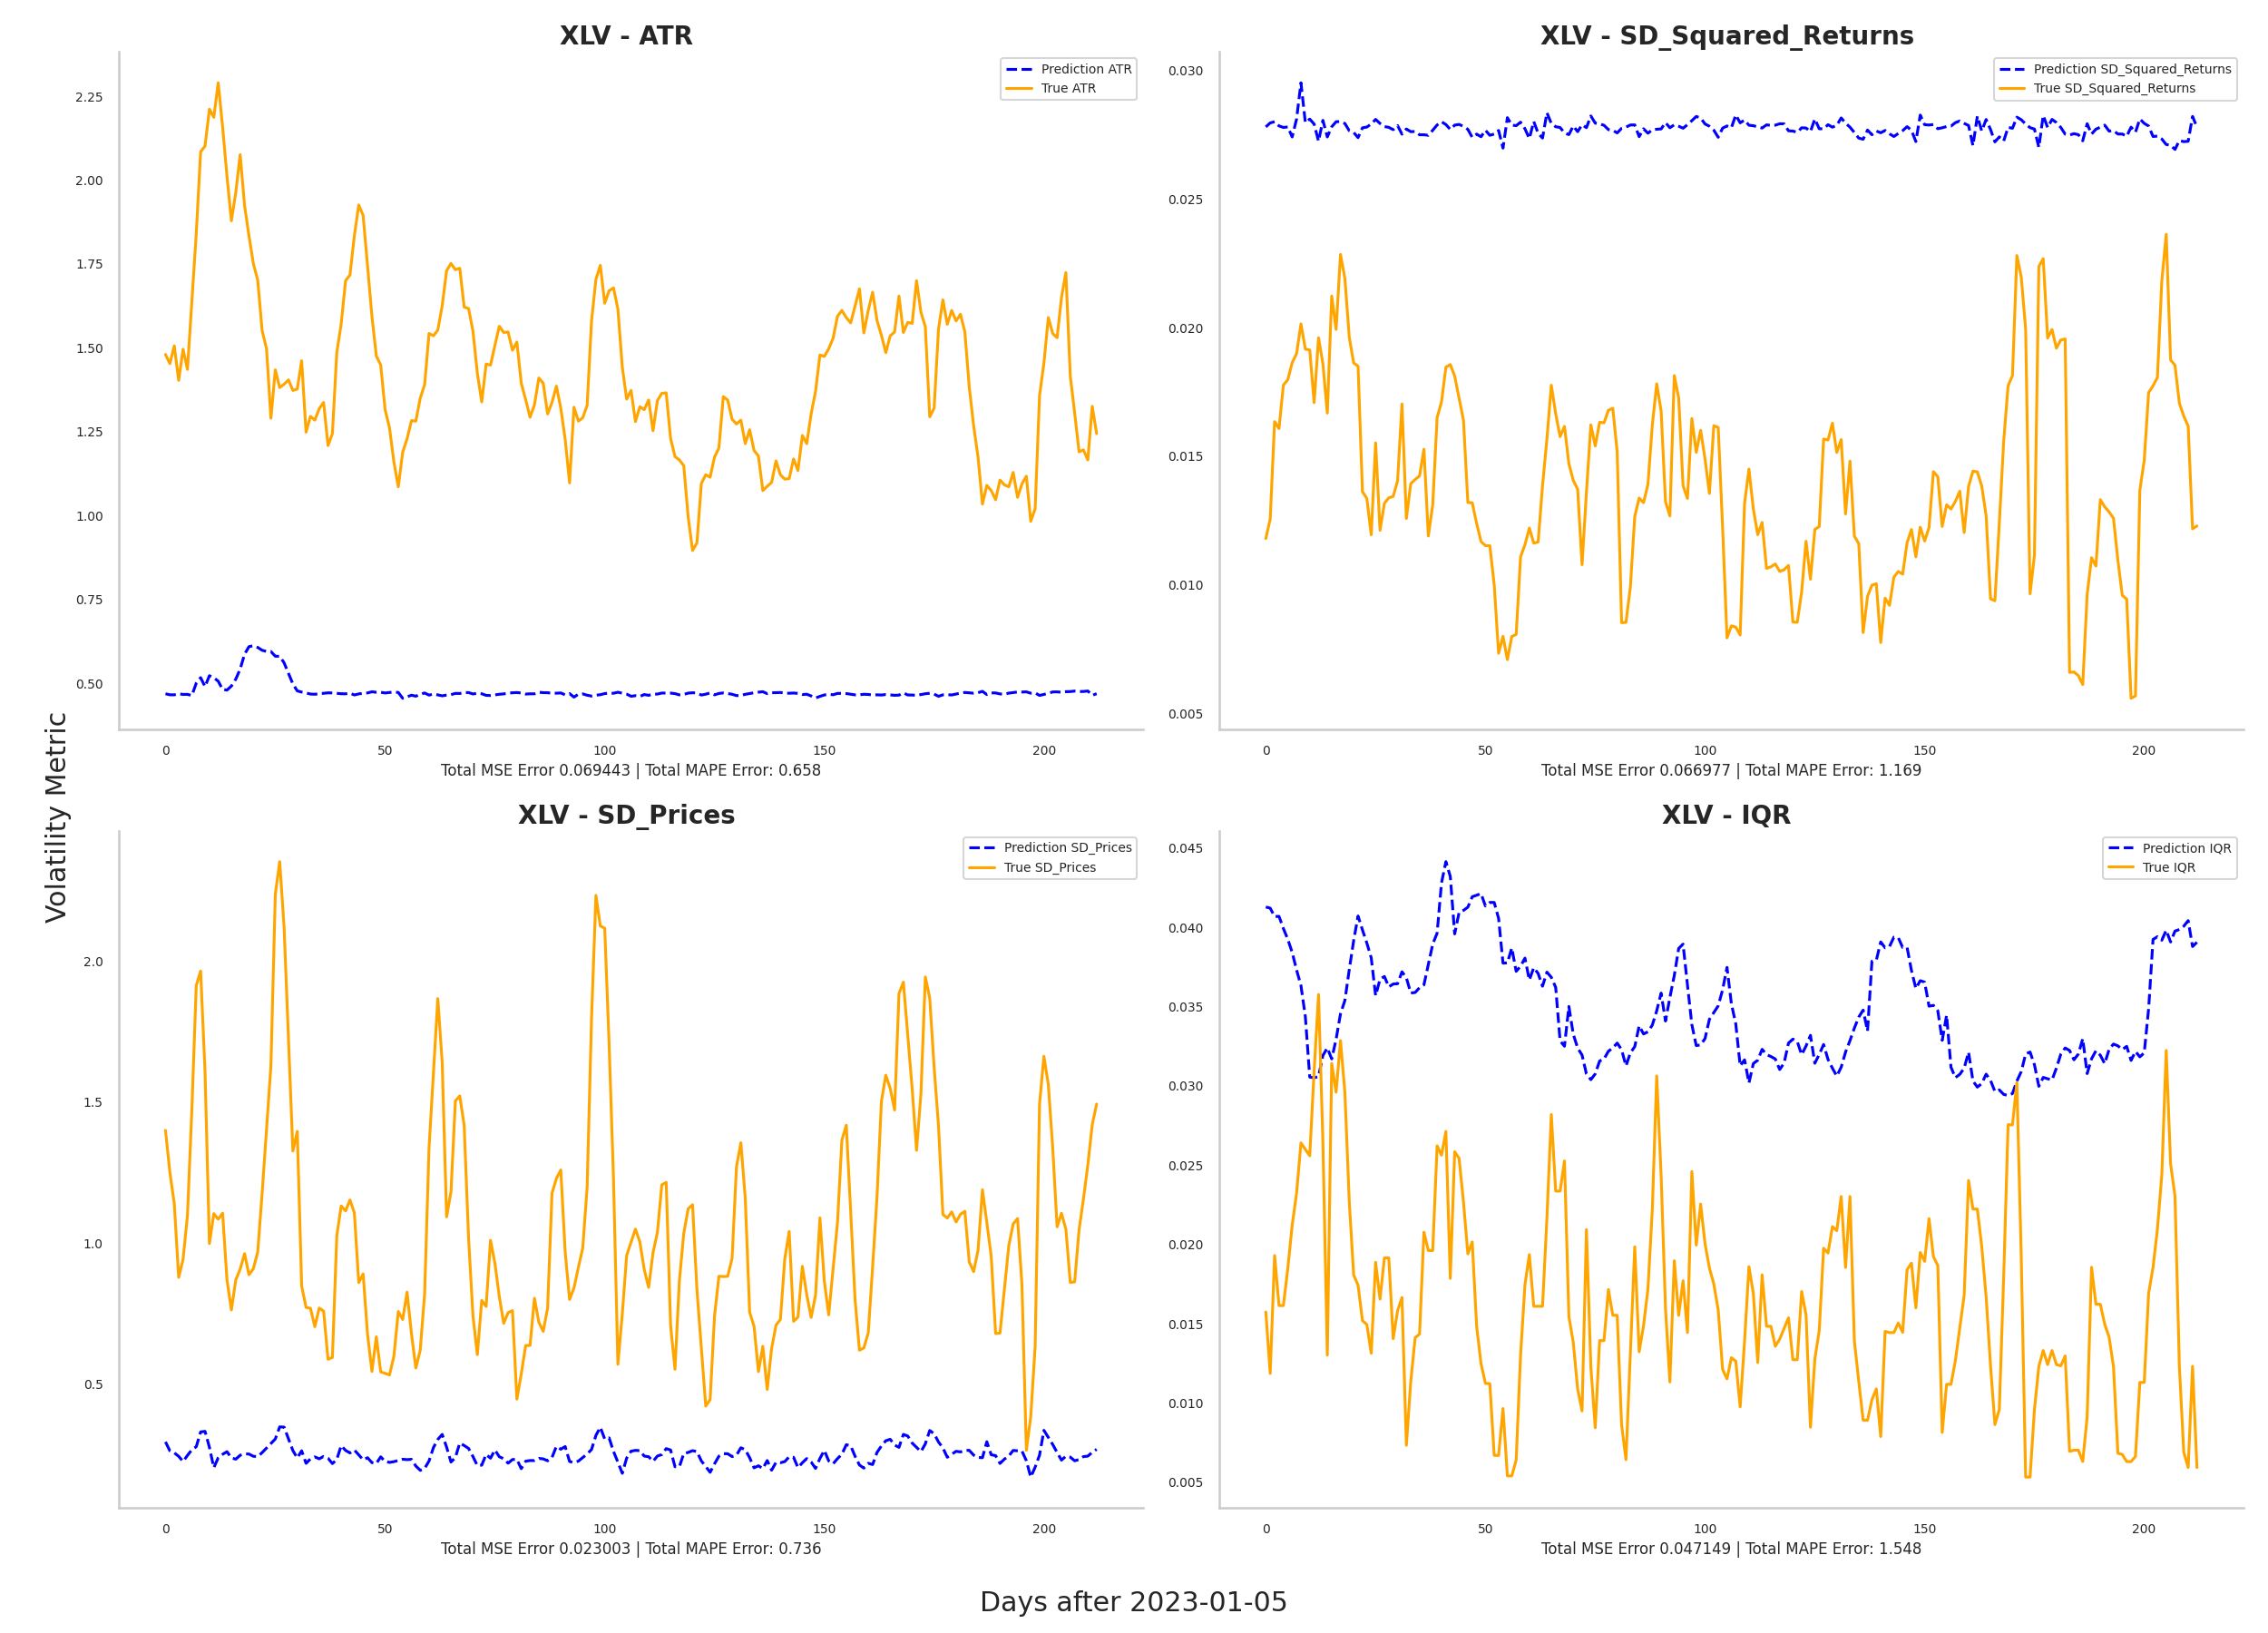 XLV - ATR
Prediction ATR
True ATR
2.25
2.00
1.75
1.50
1.25
1.00
0.75
0.50
0 50 100 150 200
Total MSE Error 0.069443 | Total MAPE Error: 0.658
XLV - SD_Squared_Returns
Prediction SD_Squared_Returns
True SD_Squared_Returns
0.030
0.025
0.020
0.015
0.010
0.005
0 50 100 150 200
Total MSE Error 0.066977 | Total MAPE Error: 1.169
Volatility Metric
XLV - SD_Prices
Prediction SD_Prices
True SD_Prices
2.0
1.5
1.0
0.5
0 50 100 150 200
Total MSE Error 0.023003 | Total MAPE Error: 0.736
XLV - IQR
Prediction IQR
True IQR
0.045
0.040
0.035
0.030
0.025
0.020
0.015
0.010
0.005
0 50 100 150 200
Total MSE Error 0.047149 | Total MAPE Error: 1.548
Days after 2023-01-05